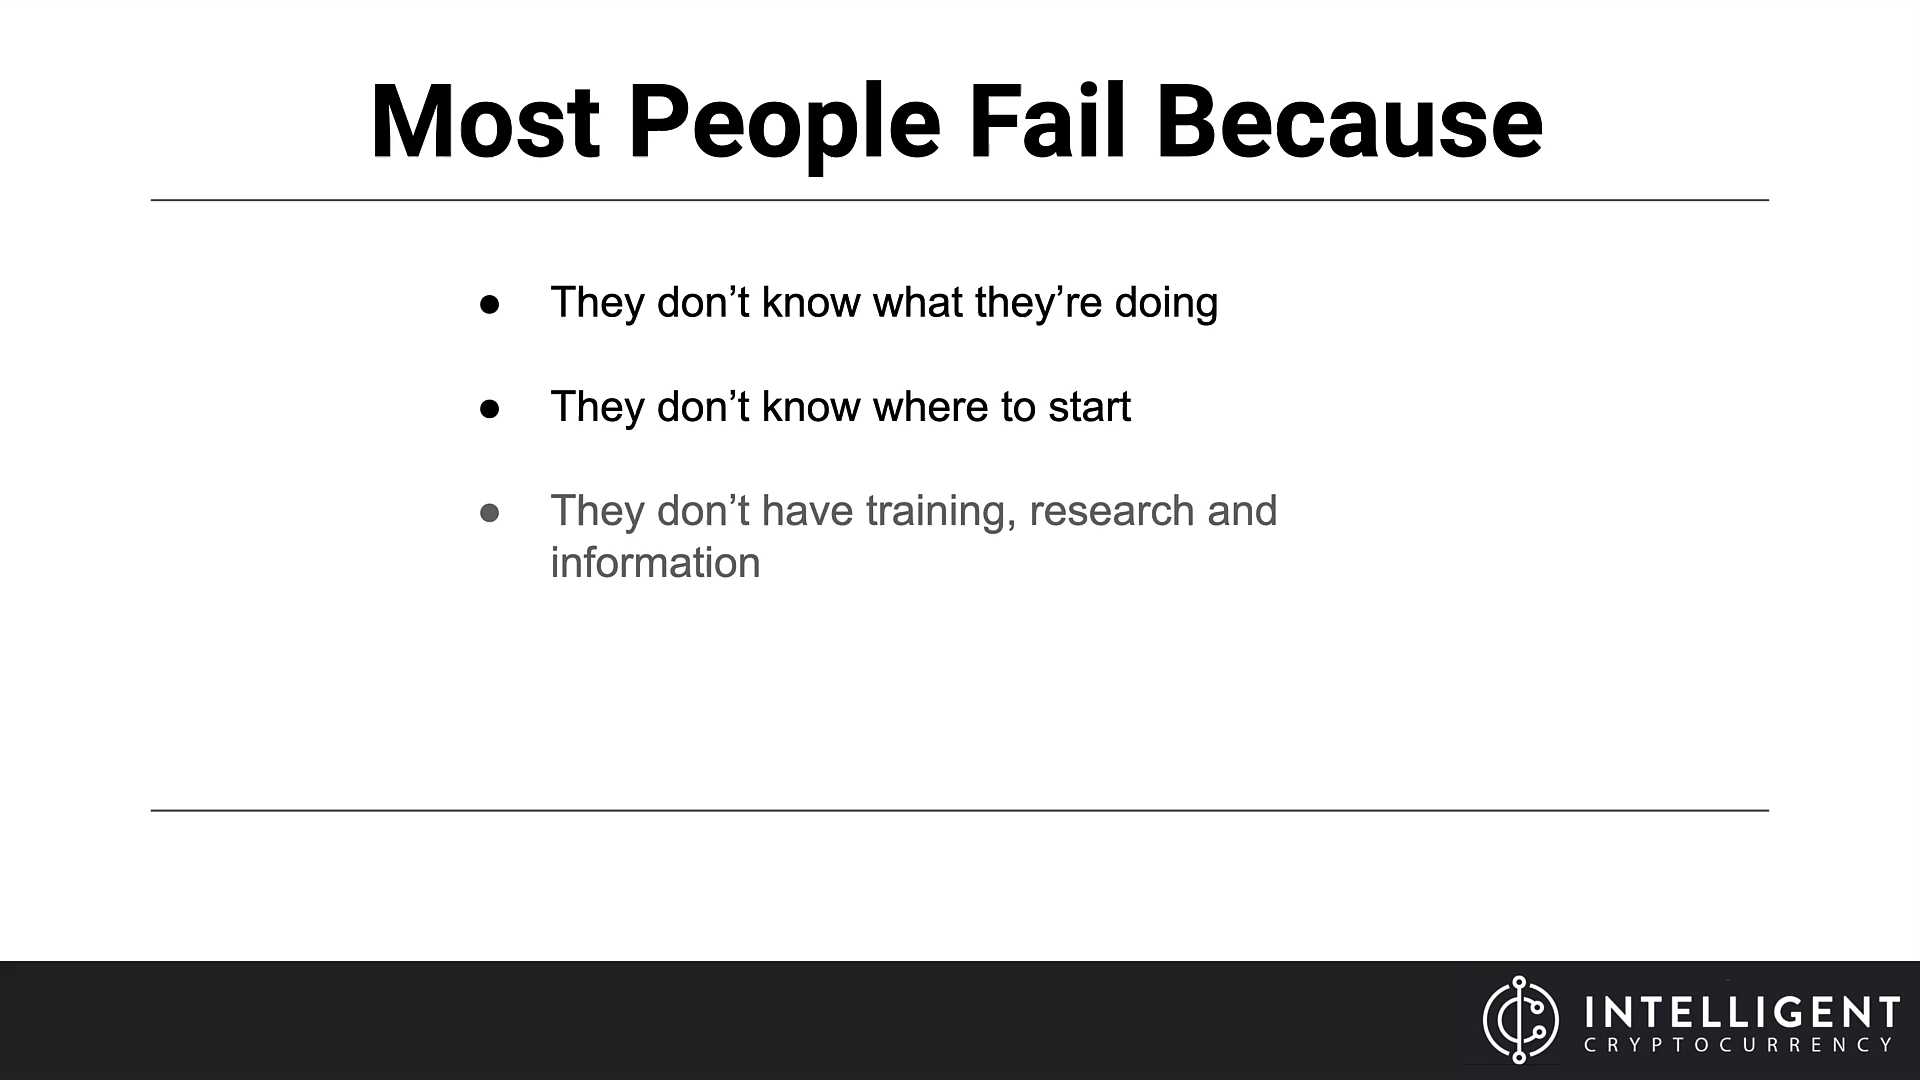 Most People Fail Because
● They don’t know what they’re doing
● They don’t know where to start
● They don’t have training, research and
information
INTELLIGENT
CRYPTOCURRENCY